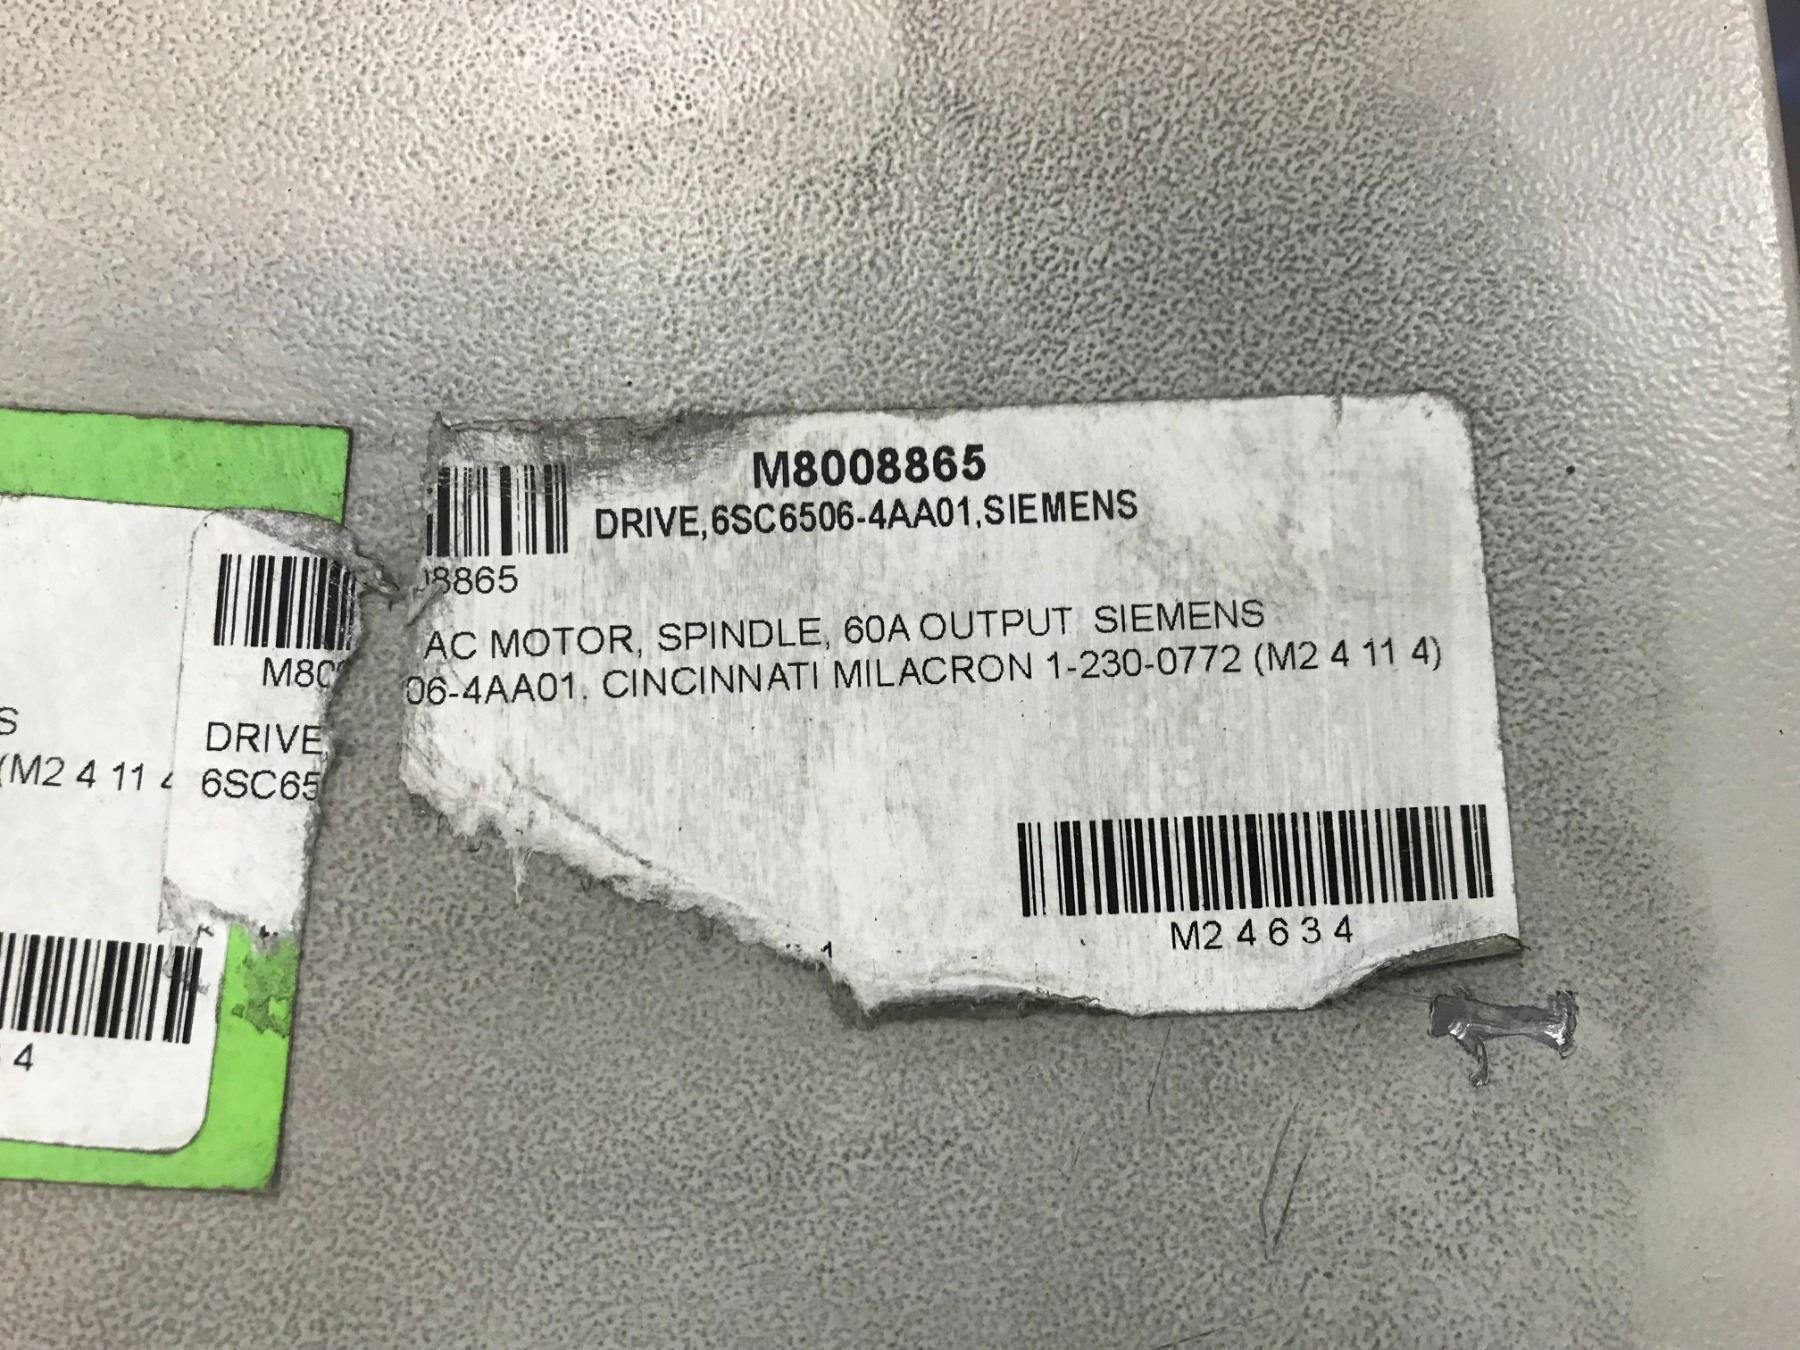 M8008865
DRIVE,6SC6506-4AA01,SIEMENS
8865
AC MOTOR, SPINDLE, 60A OUTPUT SIEMENS
06-4AA01. CINCINNATI MILACRON 1-230-0772 (M2 4 11 4)
M2 4 6 3 4
1
M80
DRIVE,
6SC65
S
(M2 4 11 4
4